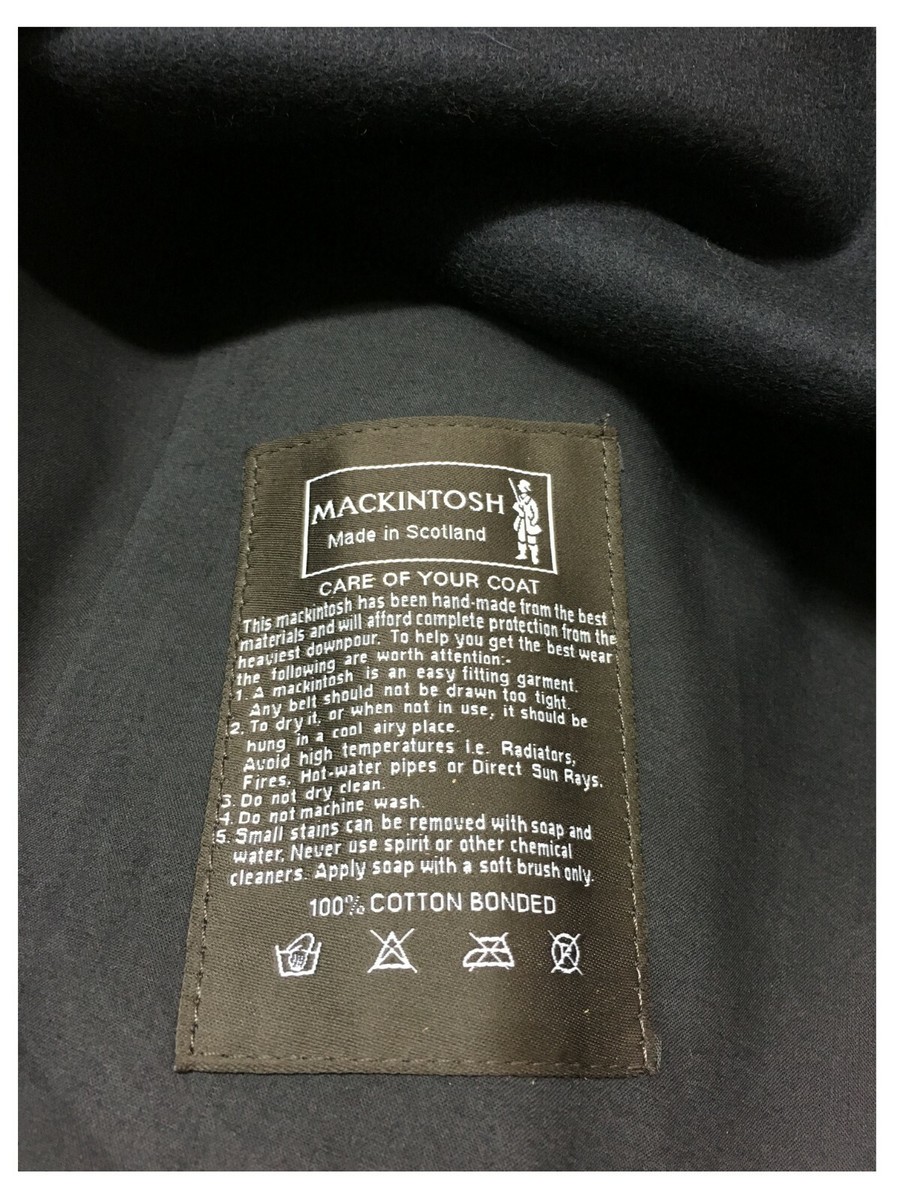 MACKINTOSH
Made in Scotland
CARE OF YOUR COAT
This mackintosh has been hand-made from the best
materials and will afford complete protection from the
heaviest downpour. To help you get the best wear
the following are worth attention:-
1. A mackintosh is an easy fitting garment.
Any belt should not be drawn too tight.
2. To dry it, or when not in use, it should be
hung in a cool airy place.
Avoid high temperatures i.e. Radiators,
Fires, Hot-water pipes or Direct Sun Rays.
3. Do not dry clean.
4. Do not machine wash.
5. Small stains can be removed with soap and
water. Never use spirit or other chemical
cleaners. Apply soap with a soft brush only.
100% COTTON BONDED